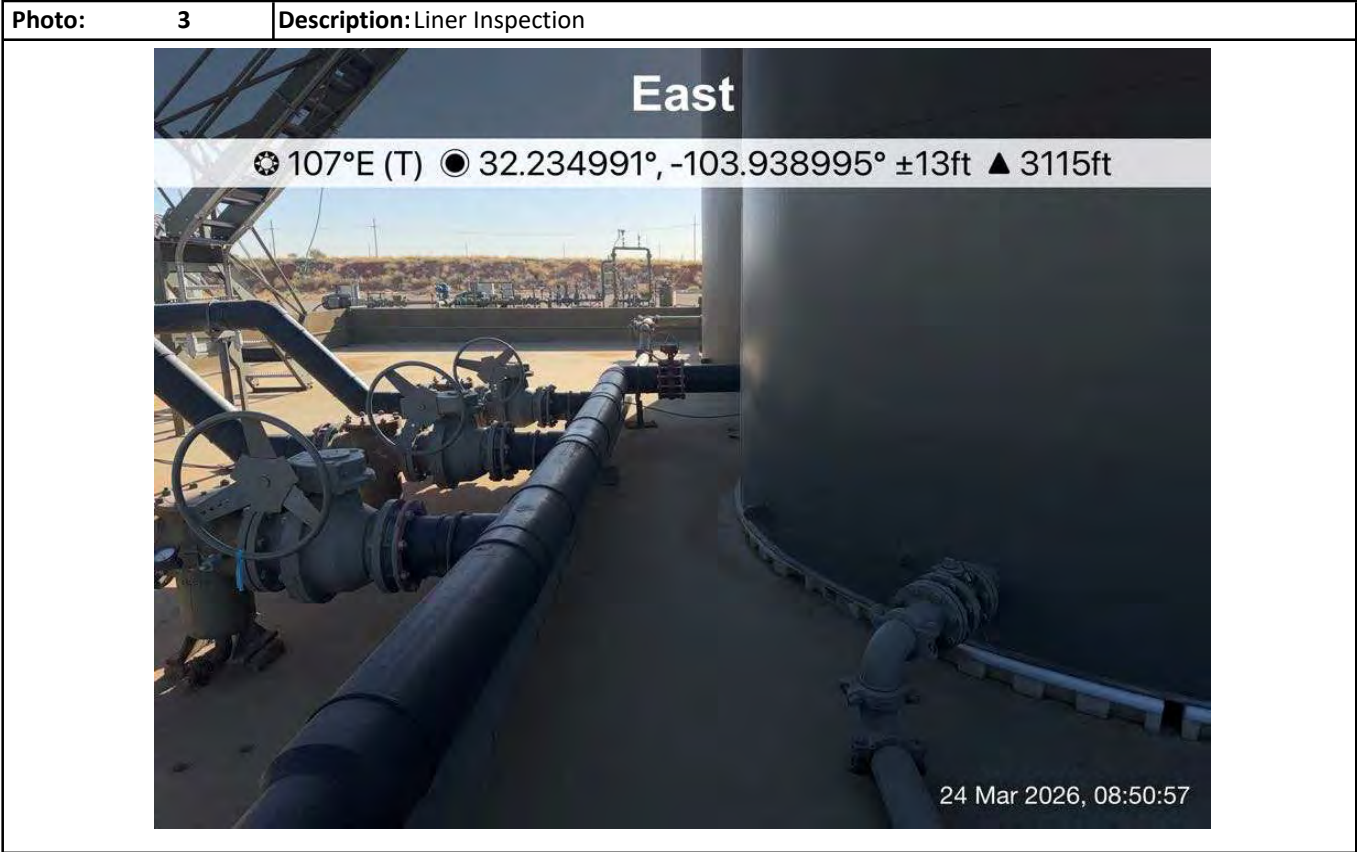 Photo: 3 Description: Liner Inspection
East
107°E (T) 32.234991°, -103.938995° ±13ft ▲ 3115ft
24 Mar 2026, 08:50:57